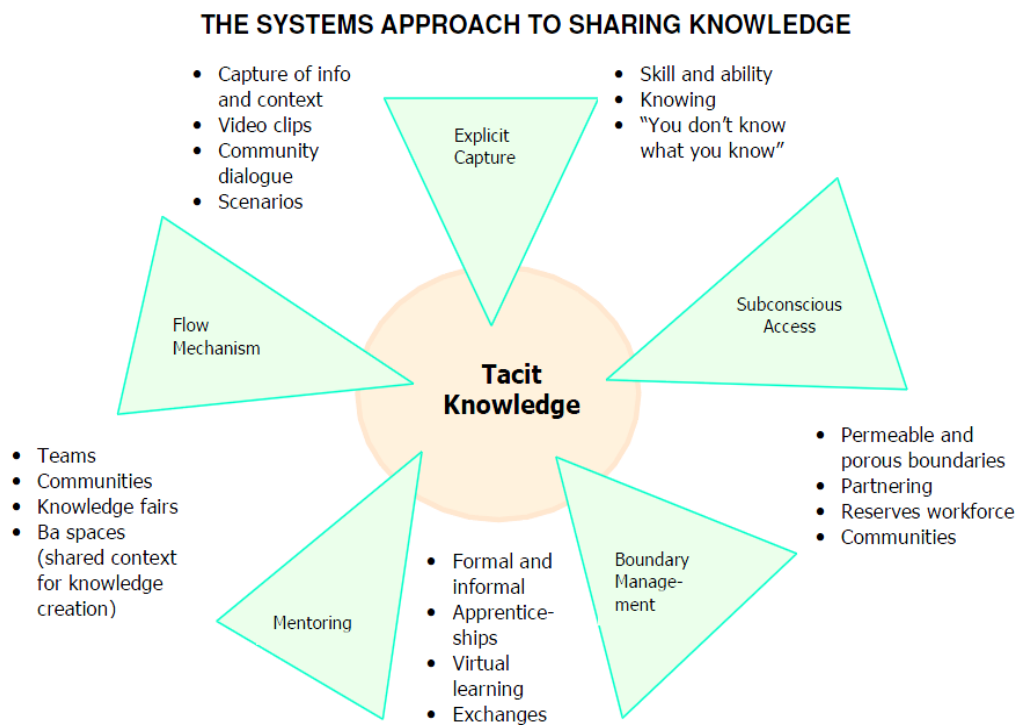 THE SYSTEMS APPROACH TO SHARING KNOWLEDGE
• Capture of info
and context
• Video clips
• Community
dialogue
• Scenarios
Explicit
Capture
• Skill and ability
• Knowing
• “You don’t know
what you know”
Flow
Mechanism
Subconscious
Access
Tacit
Knowledge
• Teams
• Communities
• Knowledge fairs
• Ba spaces
(shared context
for knowledge
creation)
Mentoring
• Formal and
informal
• Apprentice-
ships
• Virtual
learning
• Exchanges
Boundary
Manage-
ment
• Permeable and
porous boundaries
• Partnering
• Reserves workforce
• Communities